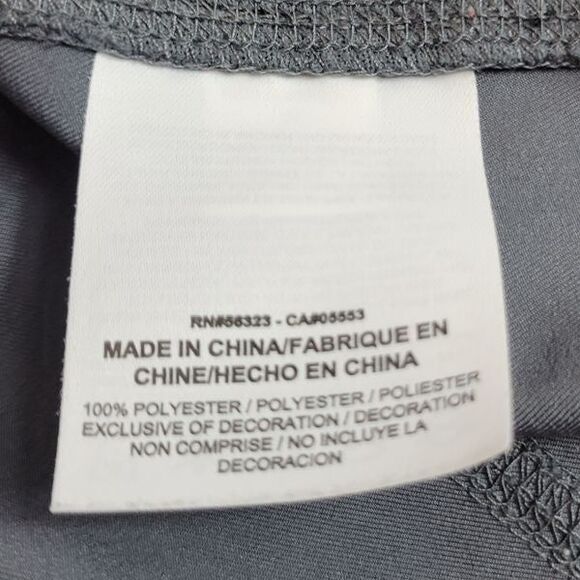 RN#56323 - CA#05553
MADE IN CHINA/FABRIQUE EN
CHINE/HECHO EN CHINA
100% POLYESTER / POLYESTER / POLIESTER
EXCLUSIVE OF DECORATION / DECORATION
NON COMPRISE / NO INCLUYE LA
DECORACION